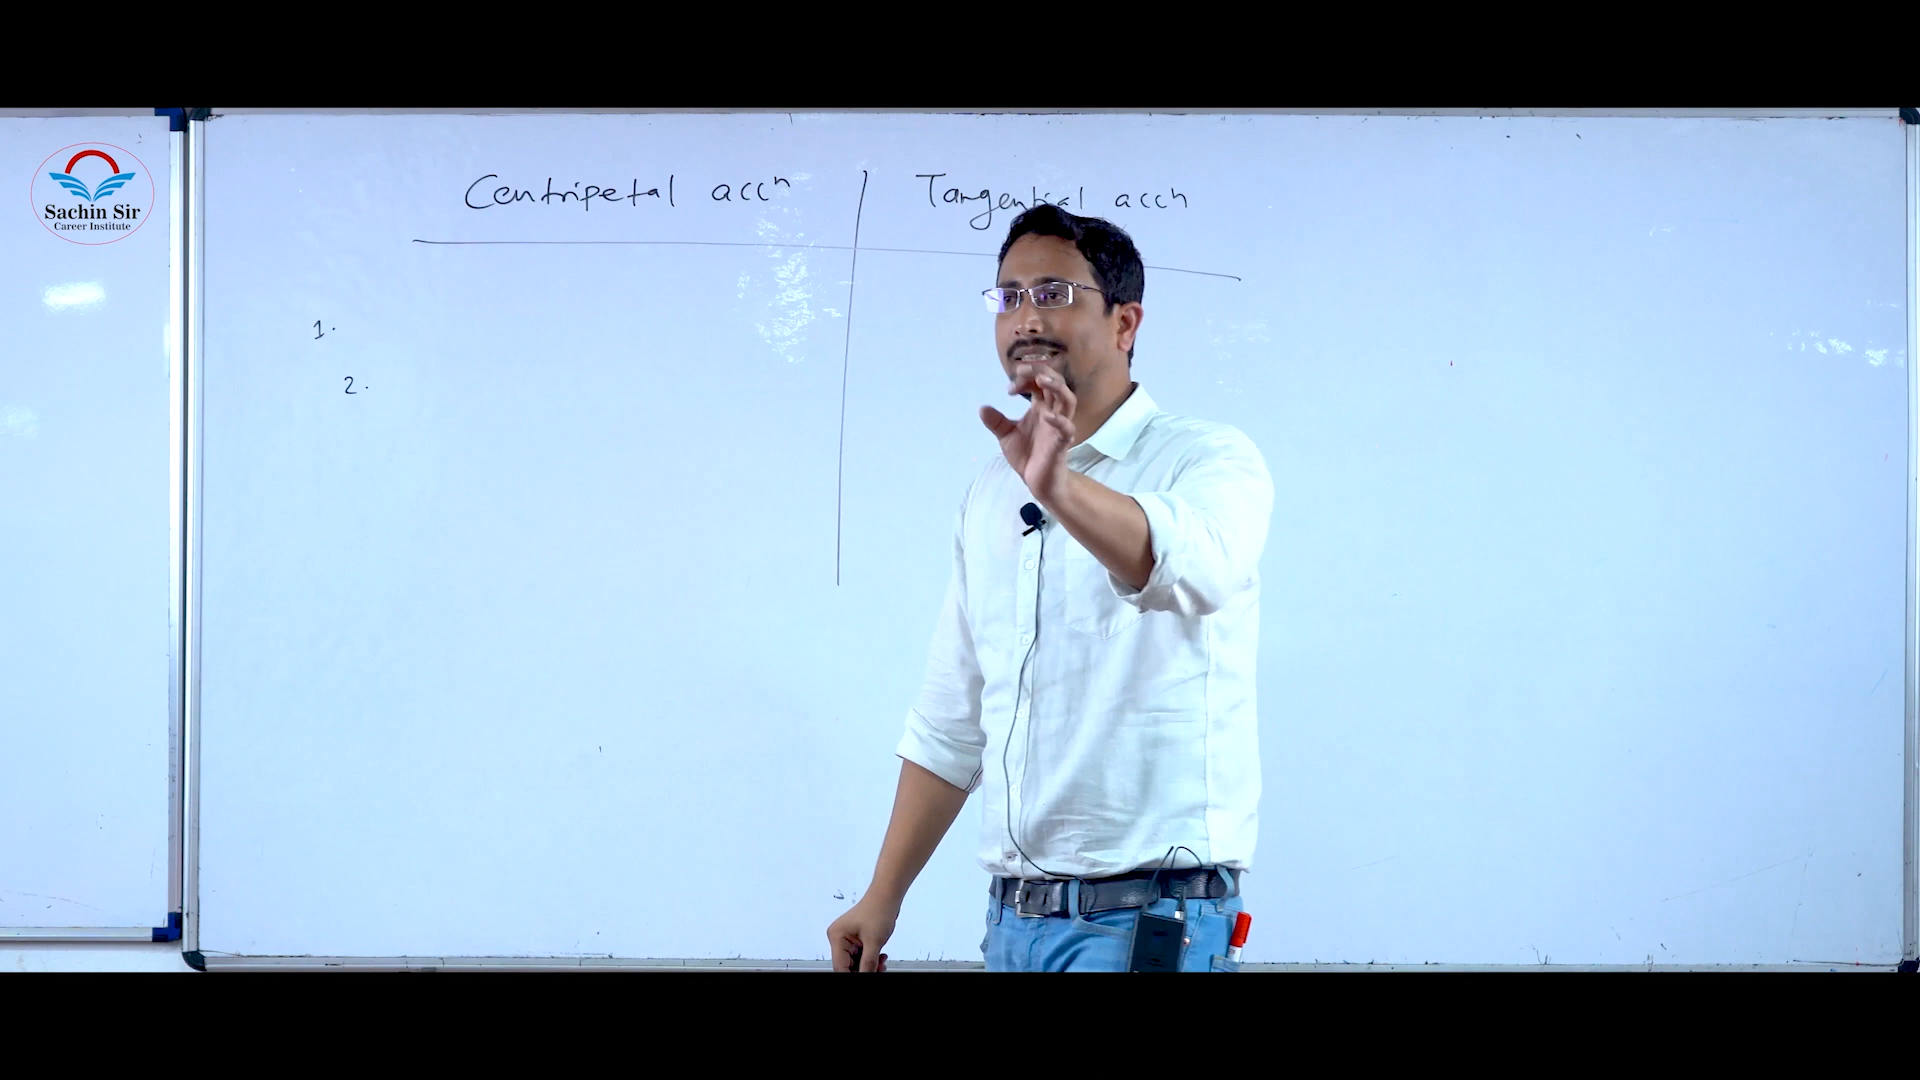 Sachin Sir
Career Institute
Centripetal accn
Tangential accn
1.
2.